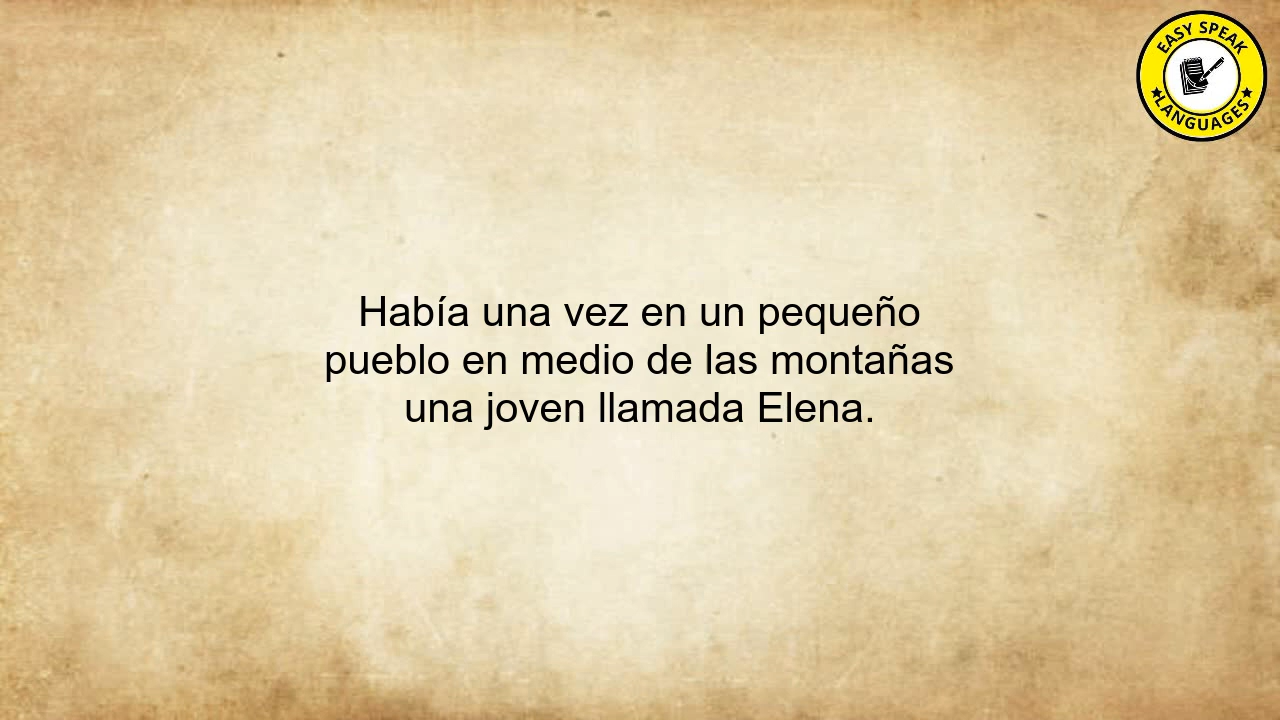 EASY SPEAK
LANGUAGES
Había una vez en un pequeño
pueblo en medio de las montañas
una joven llamada Elena.